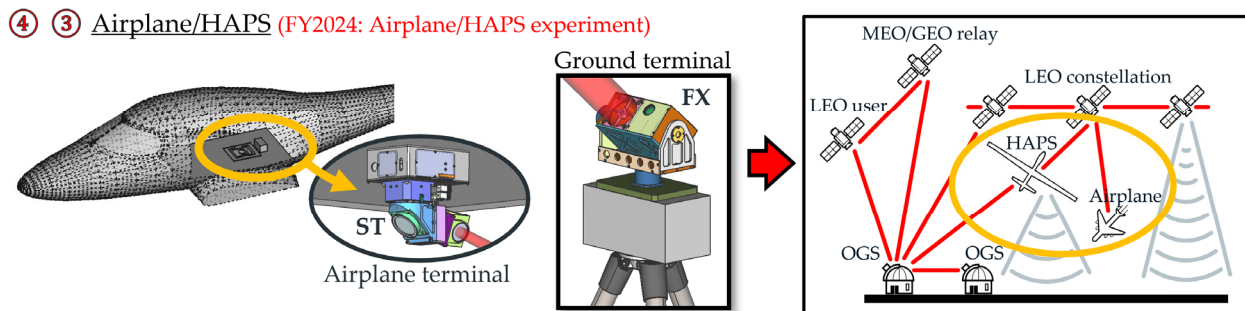 ④ ③ Airplane/HAPS (FY2024: Airplane/HAPS experiment)
ST
Airplane terminal
Ground terminal
FX
MEO/GEO relay
LEO constellation
LEO user
HAPS
Airplane
OGS
OGS